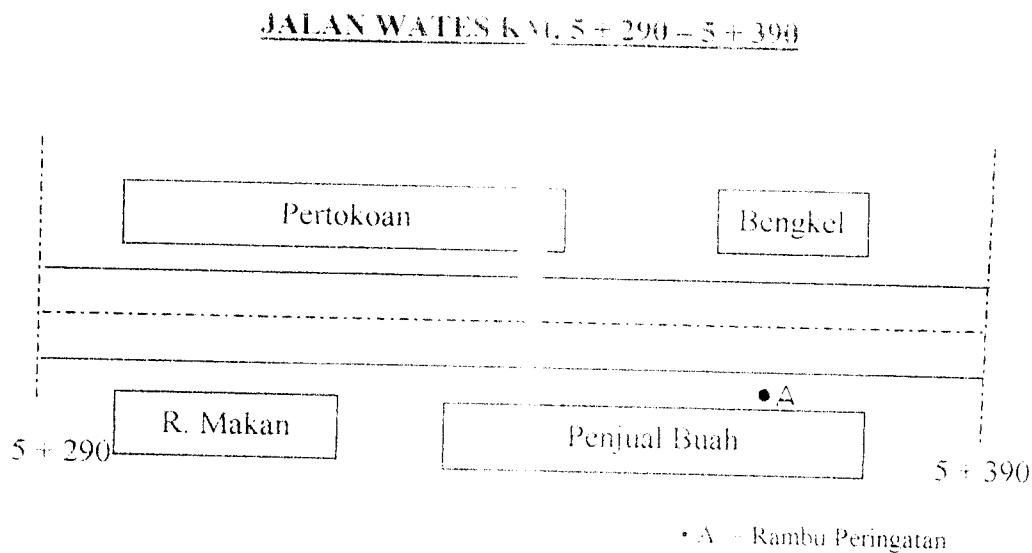 JALAN WATES KM. 5 + 290 – 5 + 390
Pertokoan
Bengkel
• A
R. Makan
Penjual Buah
5 + 290
5 + 390
• A = Rambu Peringatan